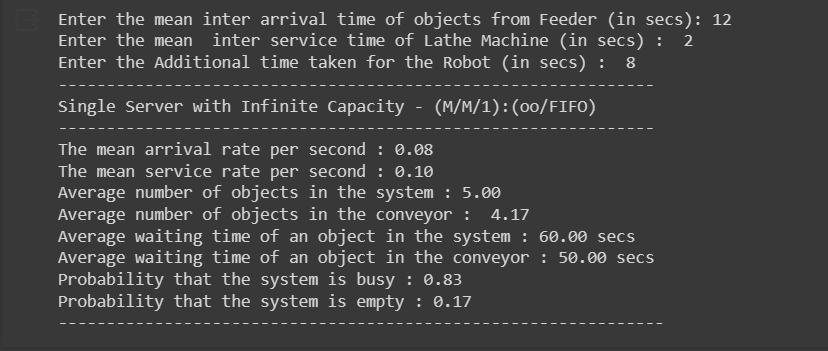 Enter the mean inter arrival time of objects from Feeder (in secs): 12
Enter the mean  inter service time of Lathe Machine (in secs) :  2
Enter the Additional time taken for the Robot (in secs) :  8
--------------------------------------------------------------
Single Server with Infinite Capacity - (M/M/1):(oo/FIFO)
--------------------------------------------------------------
The mean arrival rate per second : 0.08
The mean service rate per second : 0.10
Average number of objects in the system : 5.00
Average number of objects in the conveyor :  4.17
Average waiting time of an object in the system : 60.00 secs
Average waiting time of an object in the conveyor : 50.00 secs
Probability that the system is busy : 0.83
Probability that the system is empty : 0.17
---------------------------------------------------------------